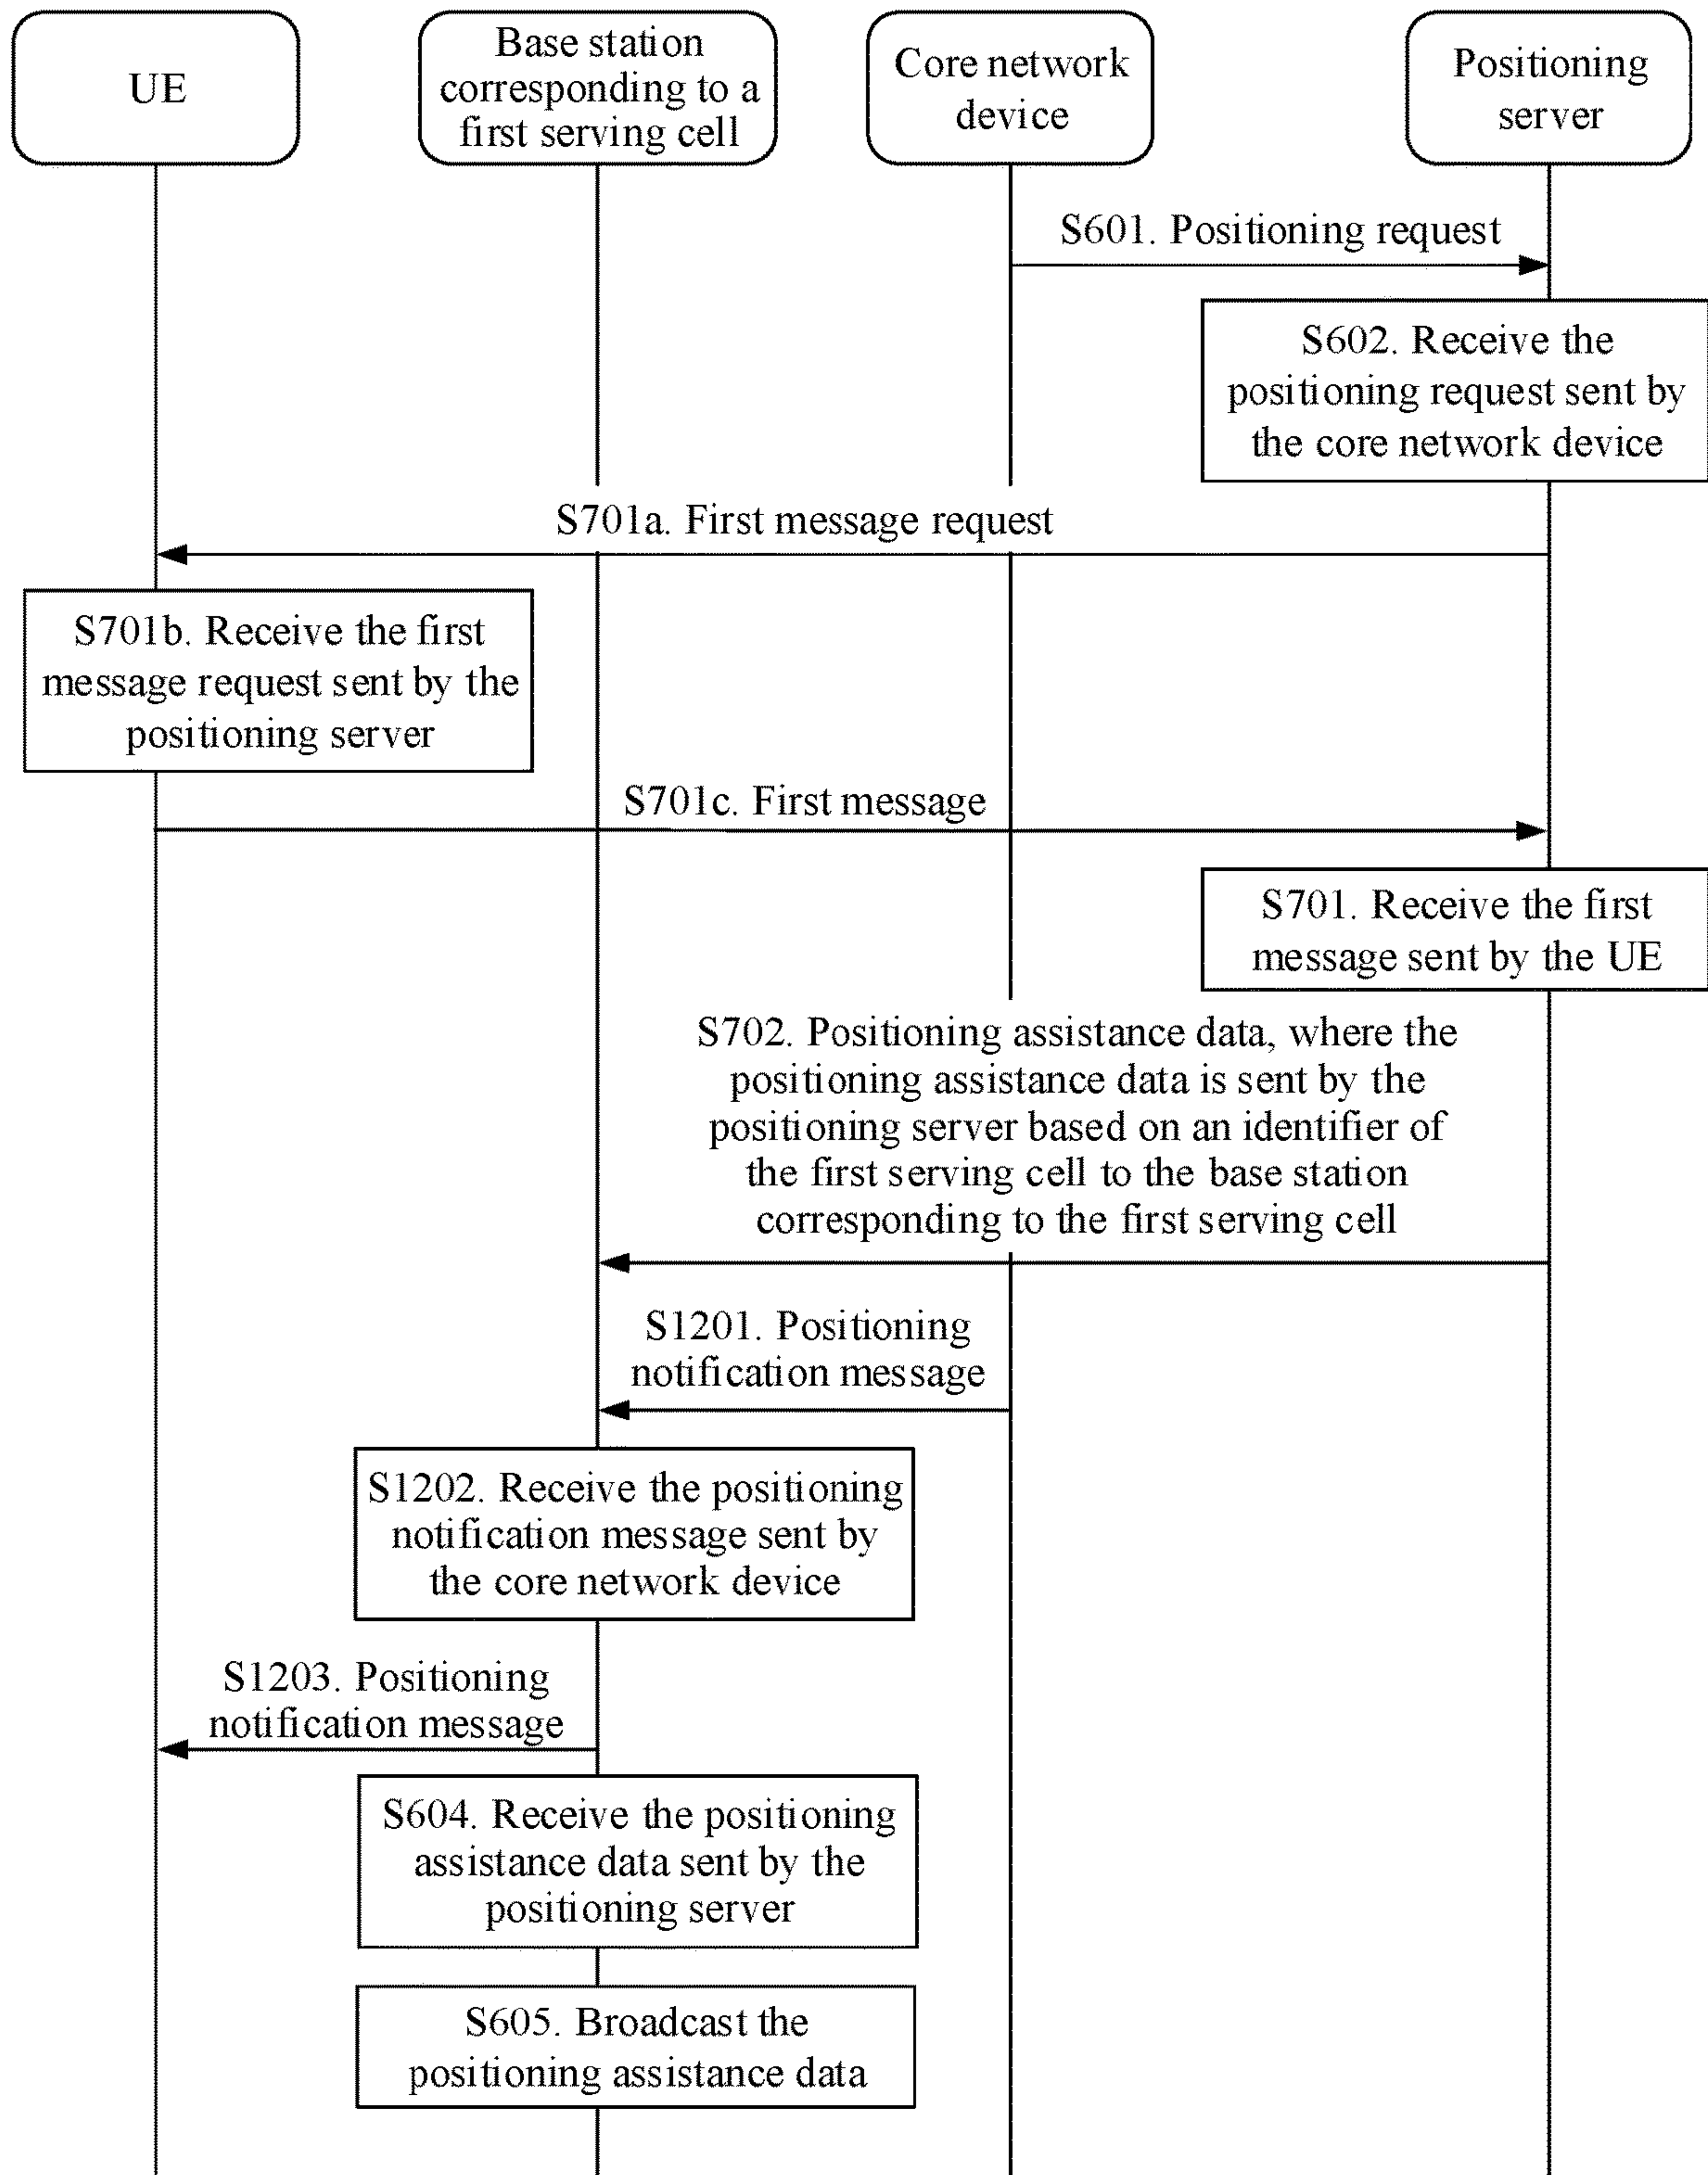 UE
Base station
corresponding to a
first serving cell
Core network
device
Positioning
server
S601. Positioning request
S602. Receive the
positioning request sent by
the core network device
S701a. First message request
S701b. Receive the first
message request sent by the
positioning server
S701c. First message
S701. Receive the first
message sent by the UE
S702. Positioning assistance data, where the
positioning assistance data is sent by the
positioning server based on an identifier of
the first serving cell to the base station
corresponding to the first serving cell
S1201. Positioning
notification message
S1202. Receive the positioning
notification message sent by
the core network device
S1203. Positioning
notification message
S604. Receive the positioning
assistance data sent by the
positioning server
S605. Broadcast the
positioning assistance data